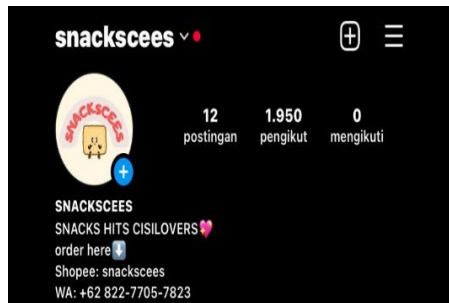 snackscees
SNACKSCEES
12 1.950 0
postingan pengikut mengikuti
SNACKSCEES
SNACKS HITS CISILOVERS💖
order here⬇️
Shopee: snackscees
WA: +62 822-7705-7823